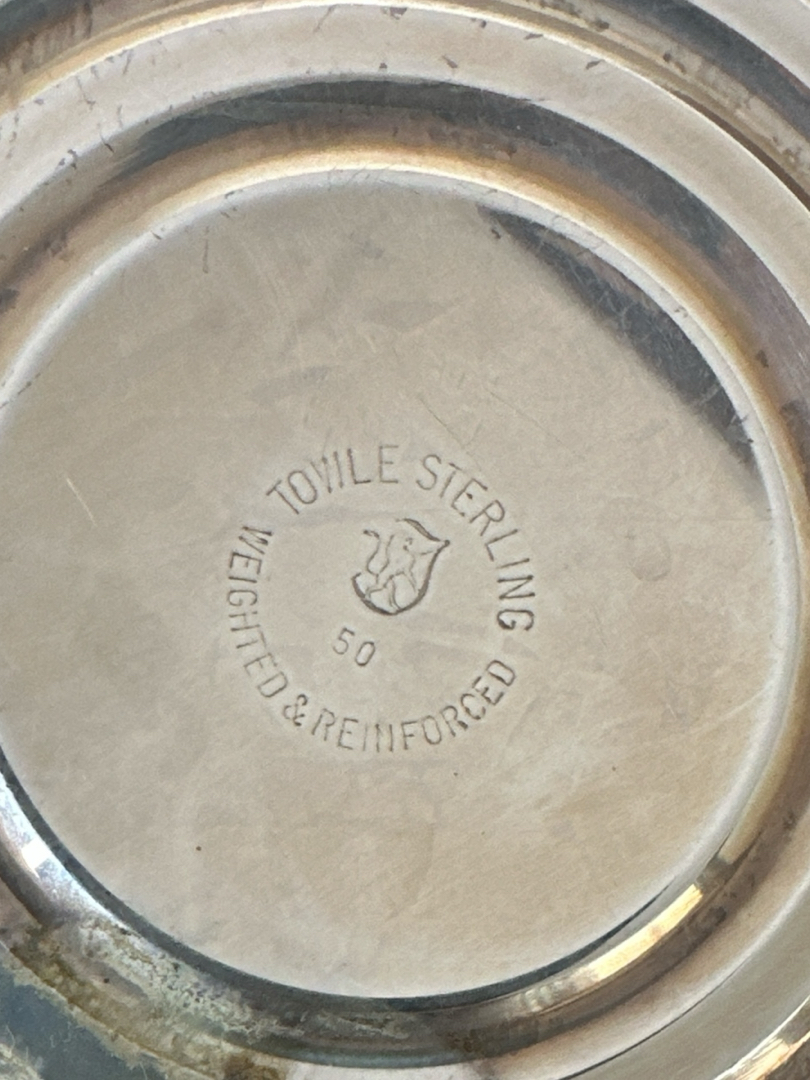 TOWLE STERLING
WEIGHTED & REINFORCED
50